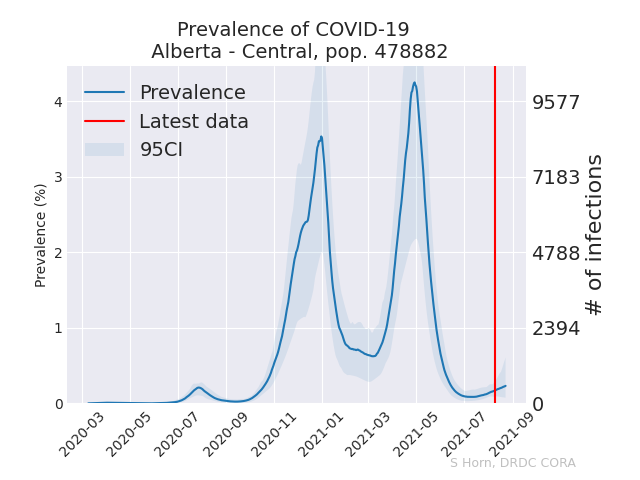 Prevalence of COVID-19
Alberta - Central, pop. 478882
Prevalence
Latest data
95CI
Prevalence (%)
4
3
2
1
0
9577
7183
4788
2394
0
# of infections
2020-03
2020-05
2020-07
2020-09
2020-11
2021-01
2021-03
2021-05
2021-07
2021-09
S Horn, DRDC CORA